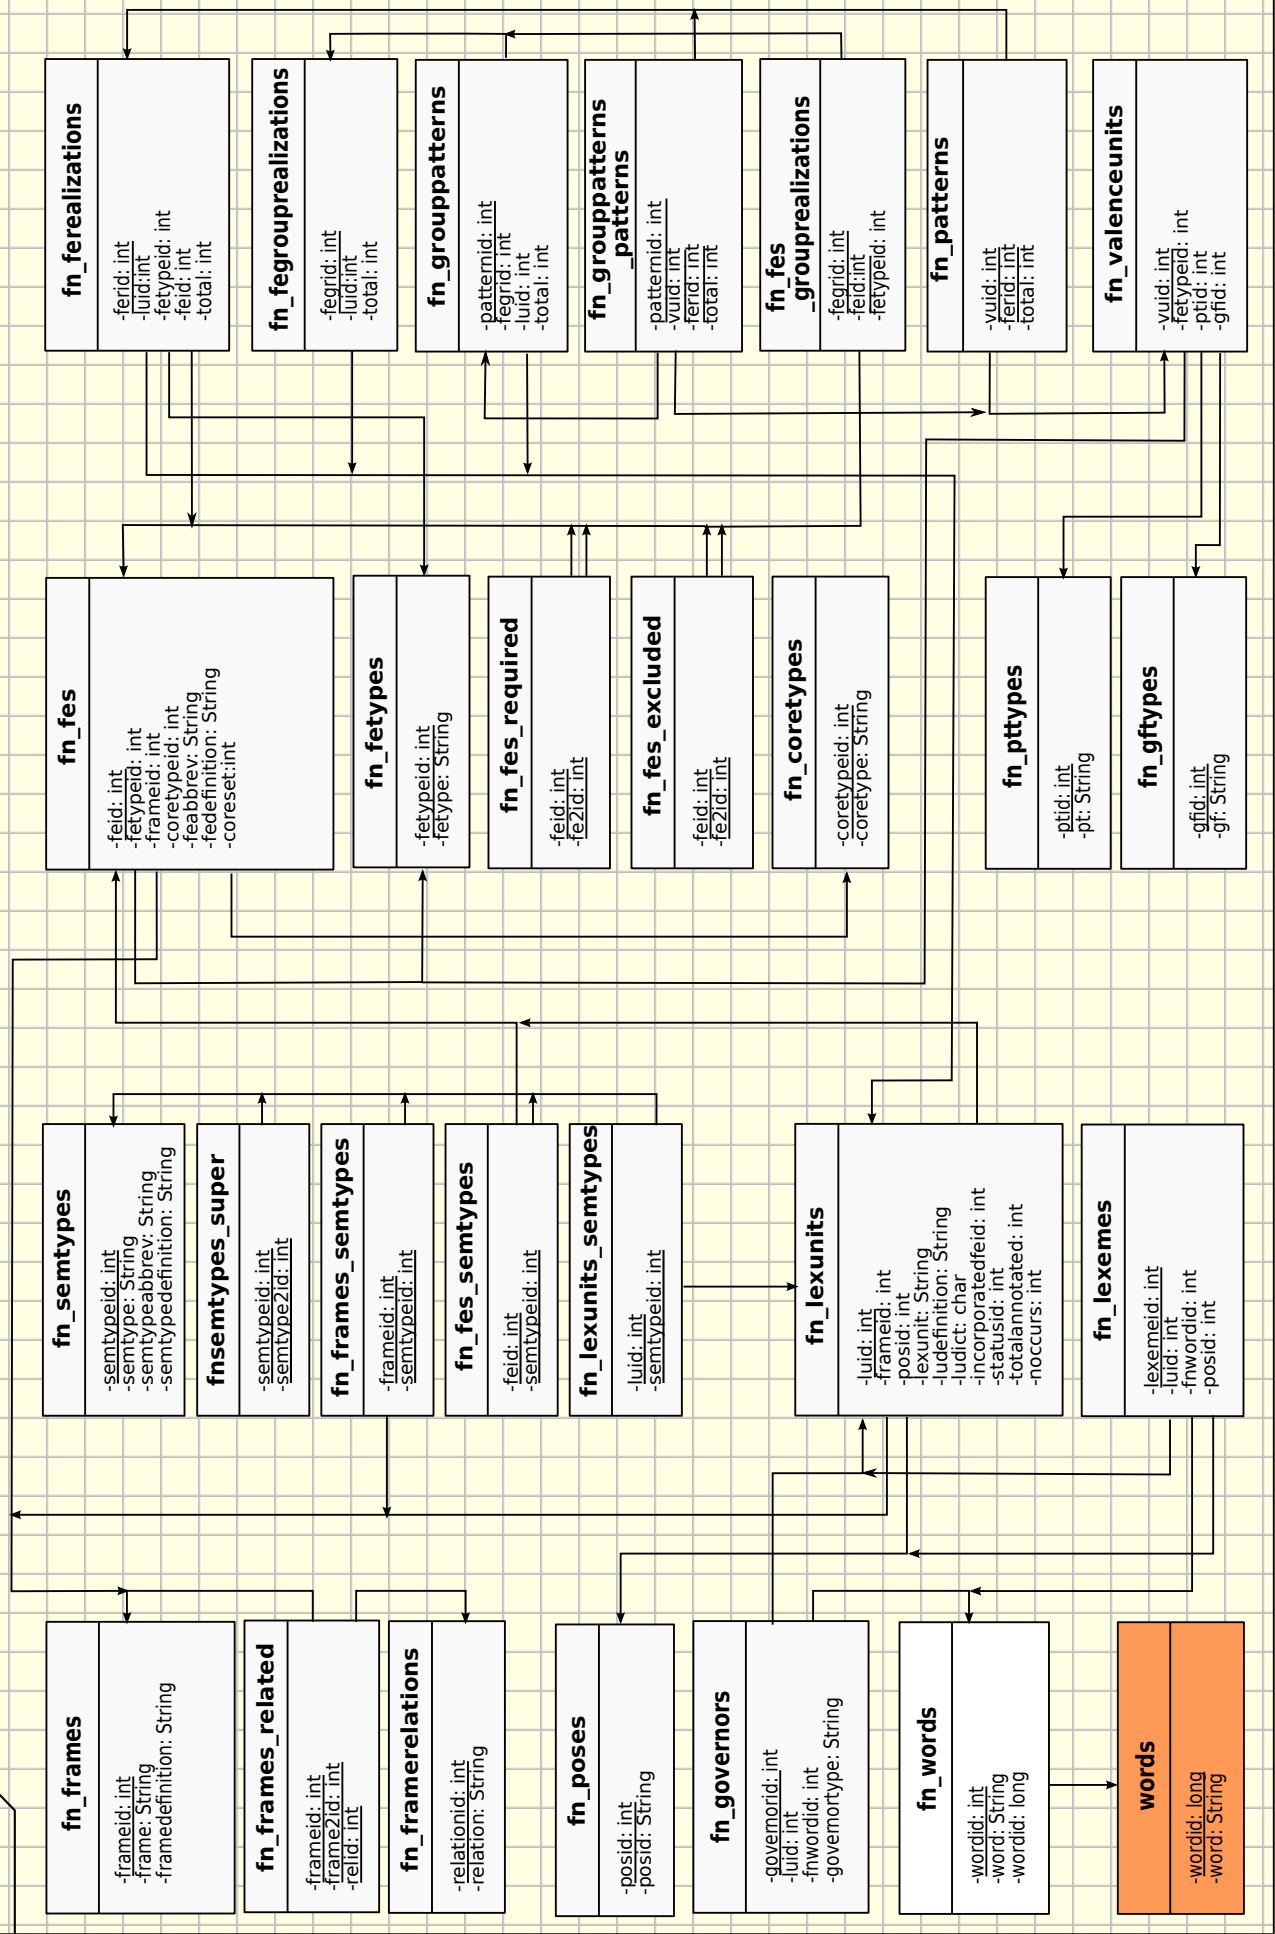 fn_ferealizations
-ferid: int
-luid:int
-fetypeid: int
-feid: int
-total: int
fn_fegrouprealizations
-fegrid: int
-luid:int
-total: int
fn_grouppatterns
-patternid: int
-fegrid: int
-luid: int
-total: int
fn_grouppatterns
_patterns
-patternid: int
-vuid: int
-ferid: int
-total: int
fn_fes
_grouprealizations
-fegrid: int
-feid:int
-fetypeid: int
fn_patterns
-vuid: int
-ferid: int
-total: int
fn_valenceunits
-vuid: int
-fetypeid: int
-ptid: int
-gfid: int
fn_fes
-feid: int
-fetypeid: int
-frameid: int
-coretypeid: int
-feabbrev: String
-fedefinition: String
-coreset:int
fn_fetypes
-fetypeid: int
-fetype: String
fn_fes_required
-feid: int
-fe2id: int
fn_fes_excluded
-feid: int
-fe2id: int
fn_coretypes
-coretypeid: int
-coretype: String
fn_pttypes
-ptid: int
-pt: String
fn_gftypes
-gfid: int
-gf: String
fn_semtypes
-semtypeid: int
-semtype: String
-semtypeabbrev: String
-semtypedefinition: String
fnsemtypes_super
-semtypeid: int
-semtype2id: int
fn_frames_semtypes
-frameid: int
-semtypeid: int
fn_fes_semtypes
-feid: int
-semtypeid: int
fn_lexunits_semtypes
-luid: int
-semtypeid: int
fn_lexunits
-luid: int
-frameid: int
-posid: int
-lexunit: String
-ludefinition: String
-ludict: char
-incorporatedfeid: int
-statusid: int
-totalannotated: int
-noccurs: int
fn_lexemes
-lexemeid: int
-luid: int
-fnwordid: int
-posid: int
fn_frames
-frameid: int
-frame: String
-framedefinition: String
fn_frames_related
-frameid: int
-frame2id: int
-relid: int
fn_framerelations
-relationid: int
-relation: String
fn_poses
-posid: int
-posid: String
fn_governors
-governorid: int
-luid: int
-fnwordid: int
-governortype: String
fn_words
-wordid: int
-word: String
-wordid: long
words
-wordid: long
-word: String